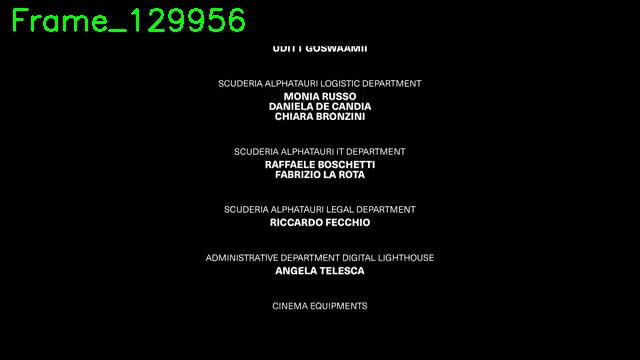 Frame_129956
UDITT GOSWAAMII
SCUDERIA ALPHATAURI LOGISTIC DEPARTMENT
MONIA RUSSO
DANIELA DE CANDIA
CHIARA BRONZINI
SCUDERIA ALPHATAURI IT DEPARTMENT
RAFFAELE BOSCHETTI
FABRIZIO LA ROTA
SCUDERIA ALPHATAURI LEGAL DEPARTMENT
RICCARDO FECCHIO
ADMINISTRATIVE DEPARTMENT DIGITAL LIGHTHOUSE
ANGELA TELESCA
CINEMA EQUIPMENTS